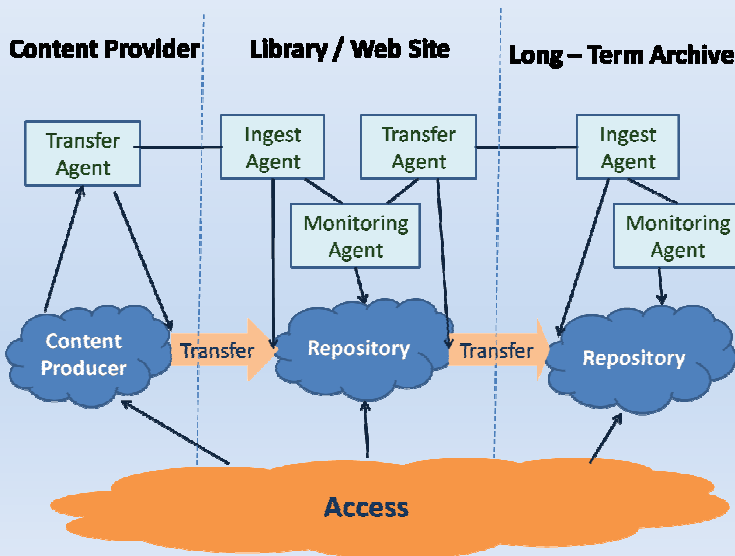 Content Provider
Library / Web Site
Long – Term Archive
Transfer
Agent
Ingest
Agent
Transfer
Agent
Ingest
Agent
Monitoring
Agent
Monitoring
Agent
Content
Producer
Transfer
Repository
Transfer
Repository
Access